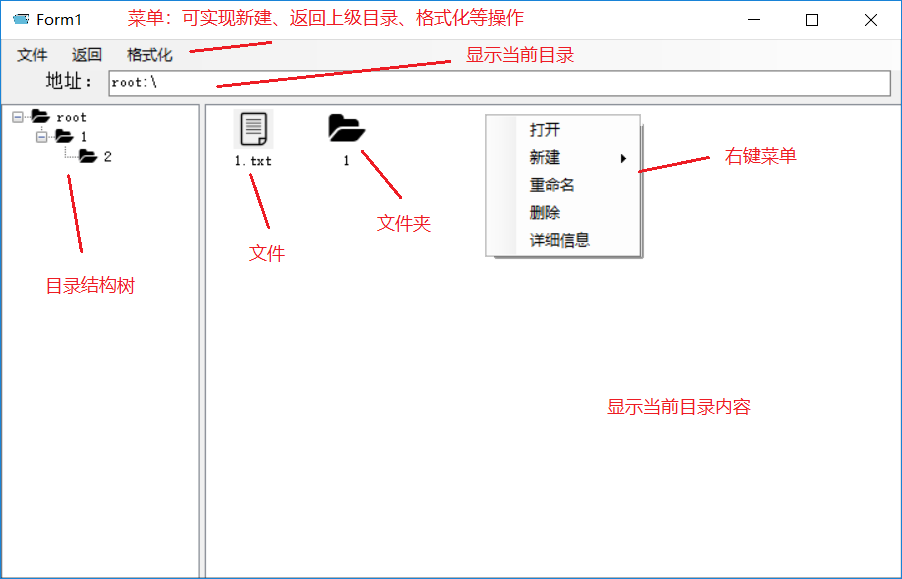 Form1
菜单：可实现新建、返回上级目录、格式化等操作
文件 返回 格式化
显示当前目录
地址：
root:\
root
1
2
1.txt
1
打开
新建
重命名
删除
详细信息
右键菜单
文件夹
文件
目录结构树
显示当前目录内容